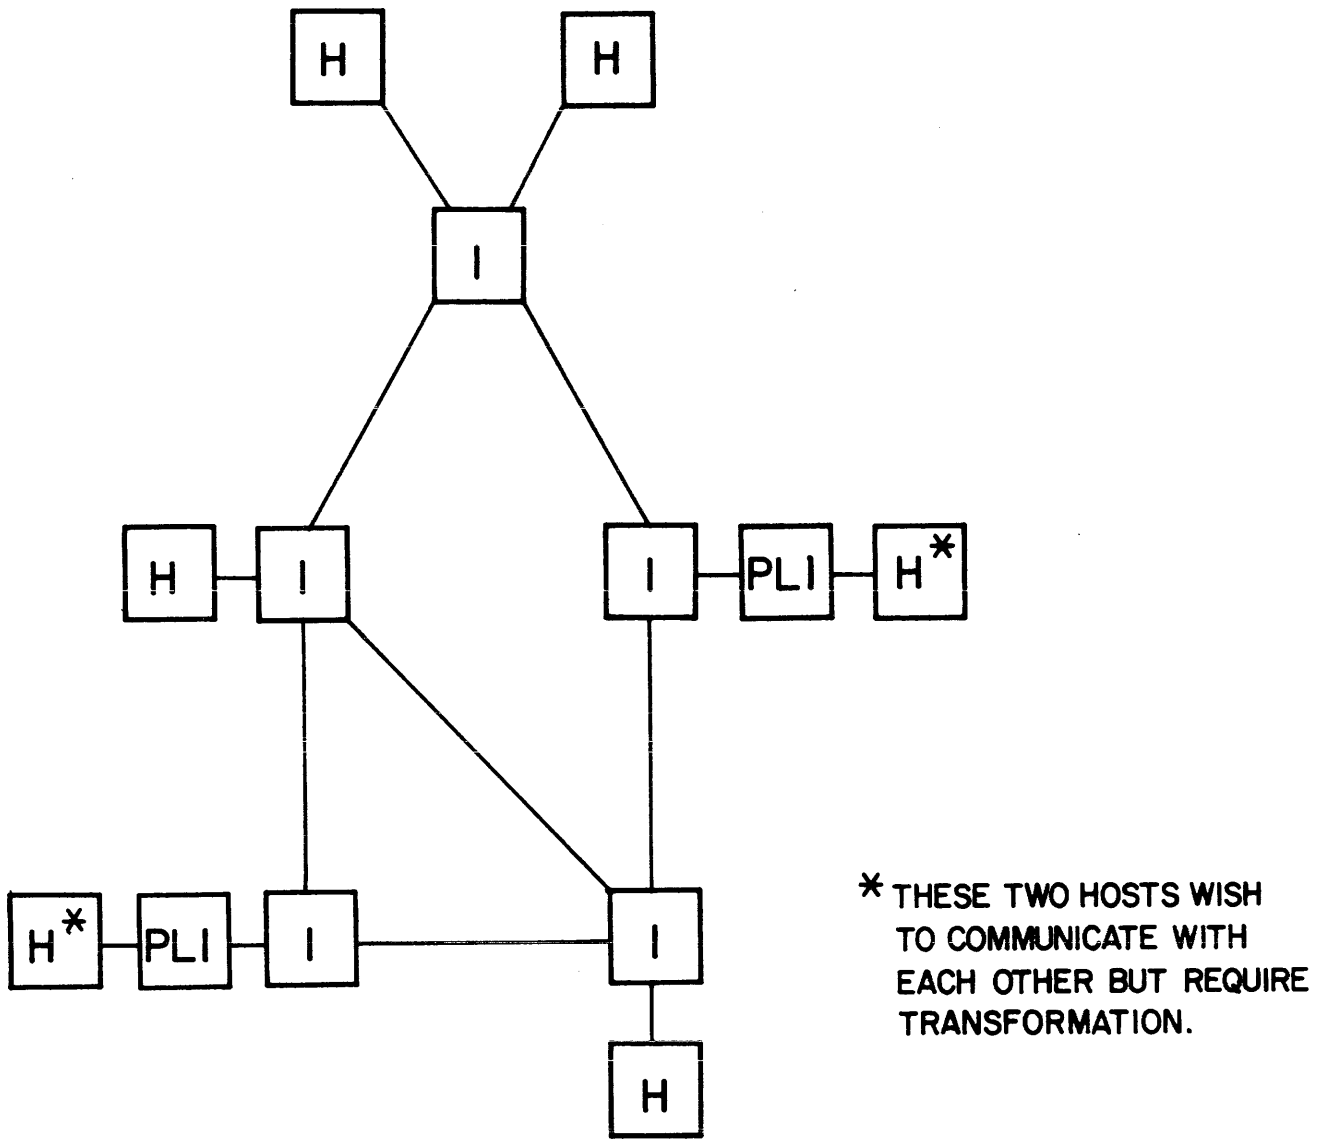 H H
I
H I I PLI H*
H* PLI I I
* THESE TWO HOSTS WISH
TO COMMUNICATE WITH
EACH OTHER BUT REQUIRE
TRANSFORMATION.
H